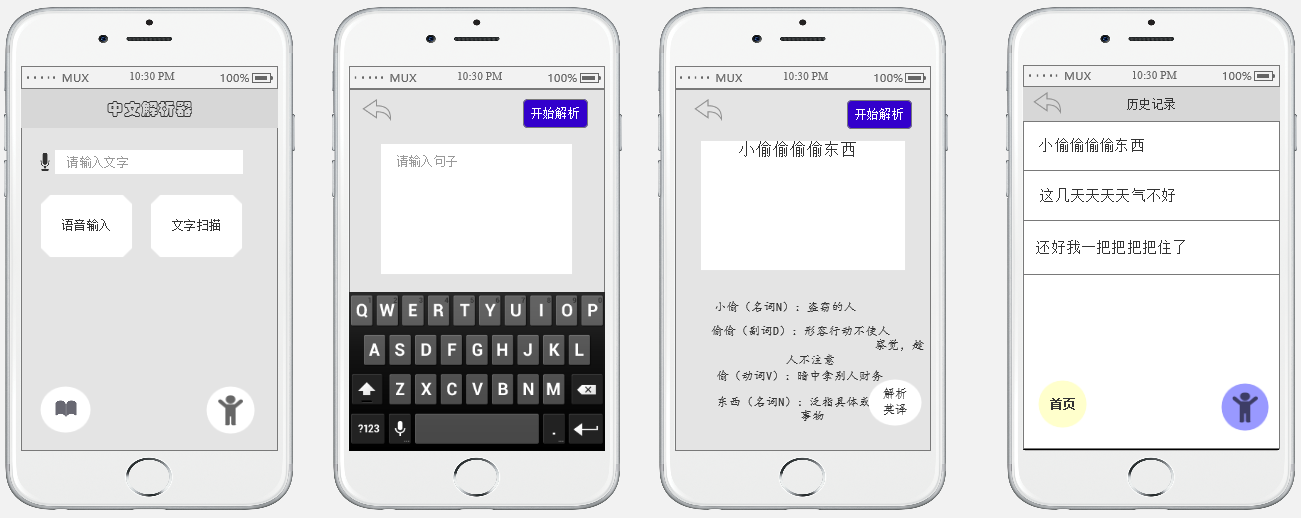 MUX 10:30 PM 100%
中文解析器
请输入文字
语音输入 文字扫描
MUX 10:30 PM 100%
开始解析
请输入句子
Q W E R T Y U I O P
A S D F G H J K L
Z X C V B N M
?123 .
MUX 10:30 PM 100%
开始解析
小偷偷偷偷东西
小偷（名词N）：盗窃的人
偷偷（副词D）：形容行动不使人
察觉，趁
人不注意
偷（动词V）：暗中拿别人财务
东西（名词N）：泛指具体或
事物
解析
英译
MUX 10:30 PM 100%
历史记录
小偷偷偷偷东西
这几天天天天气不好
还好我一把把把把住了
首页